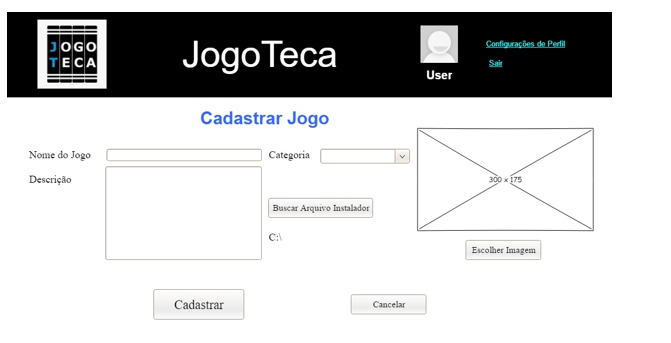 JOGO
TECA
JogoTeca
User
Configurações de Perfil
Sair
Cadastrar Jogo
Nome do Jogo
Categoria
300 x 175
Descrição
Buscar Arquivo Instalador
C:\
Escolher Imagem
Cadastrar
Cancelar